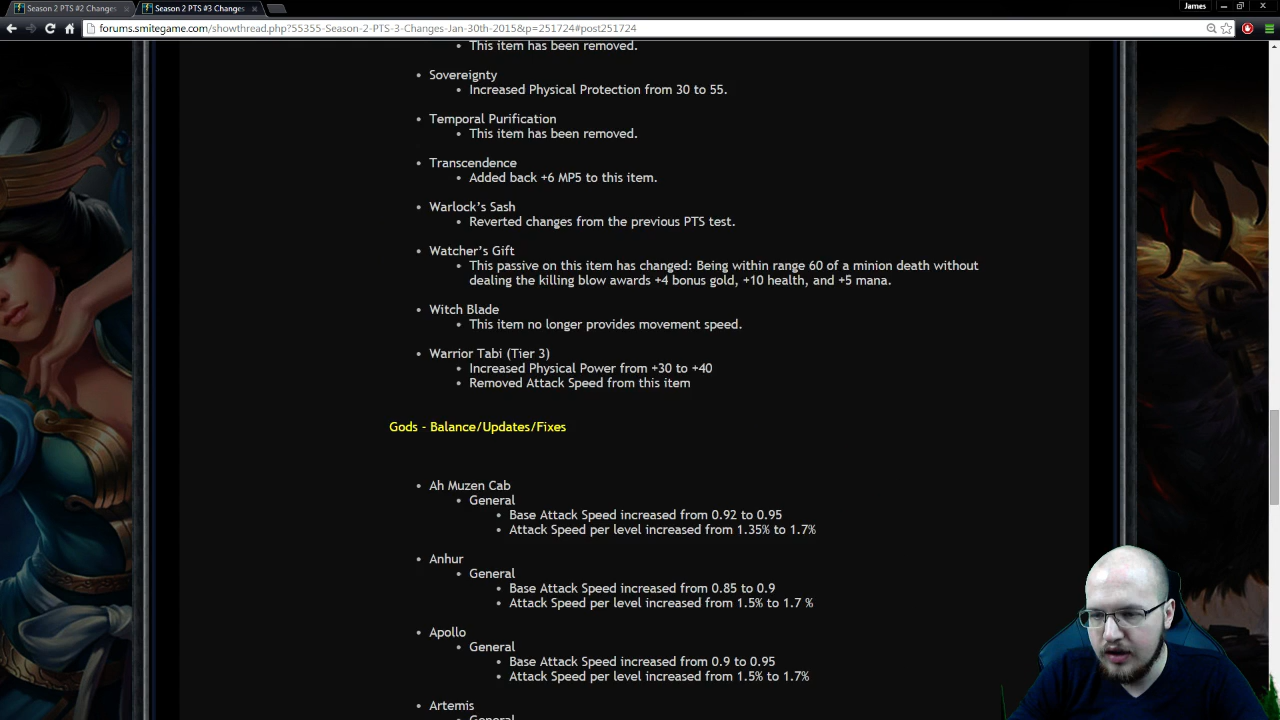 Season 2 PTS #2 Changes
Season 2 PTS #3 Changes
James
forums.smitegame.com/showthread.php?55355-Season-2-PTS-3-Changes-Jan-30th-2015&p=251724#post251724
This item has been removed.
Sovereignty
Increased Physical Protection from 30 to 55.
Temporal Purification
This item has been removed.
Transcendence
Added back +6 MP5 to this item.
Warlock’s Sash
Reverted changes from the previous PTS test.
Watcher’s Gift
This passive on this item has changed: Being within range 60 of a minion death without
dealing the killing blow awards +4 bonus gold, +10 health, and +5 mana.
Witch Blade
This item no longer provides movement speed.
Warrior Tabi (Tier 3)
Increased Physical Power from +30 to +40
Removed Attack Speed from this item
Gods - Balance/Updates/Fixes
Ah Muzen Cab
General
Base Attack Speed increased from 0.92 to 0.95
Attack Speed per level increased from 1.35% to 1.7%
Anhur
General
Base Attack Speed increased from 0.85 to 0.9
Attack Speed per level increased from 1.5% to 1.7 %
Apollo
General
Base Attack Speed increased from 0.9 to 0.95
Attack Speed per level increased from 1.5% to 1.7%
Artemis
General